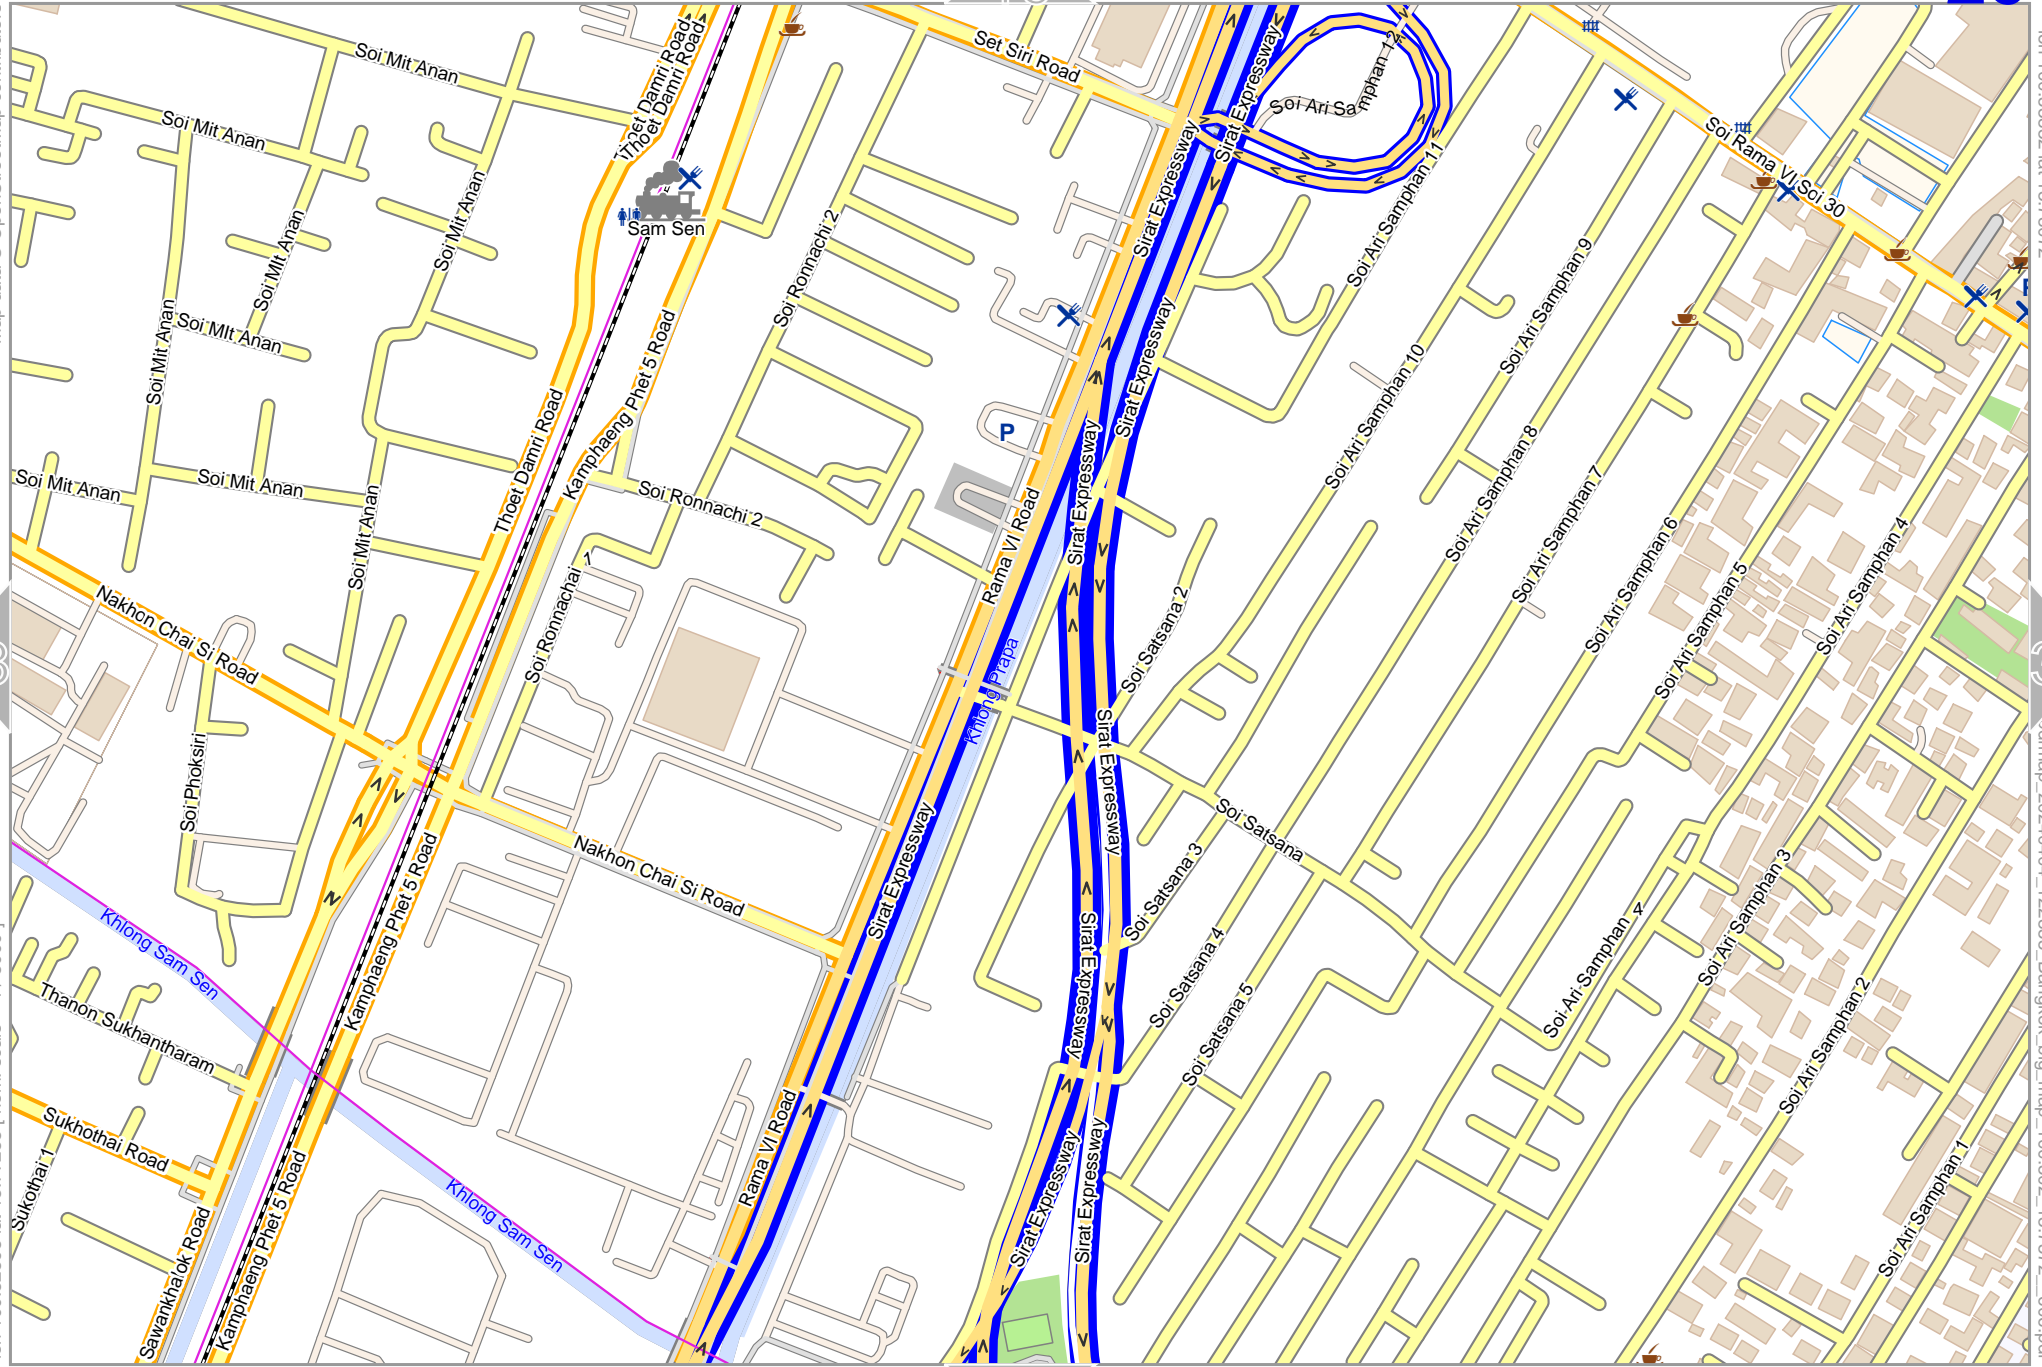 Set Siri Road
Soi Mit Anan
Thoet Damri Road
Thoet Damri Road
Sirat Expressway
Soi Ari Samphan 12
Soi Mit Anan
Soi Rama VI Soi 30
Sirat Expressway
Soi Ari Samphan 11
Soi Mit Anan
Soi MIt Anan
Sam Sen
Soi Ronnachi 2
Soi Ari Samphan 9
Soi MIt Anan
Soi Mit Anan
Kamphaeng Phet 5 Road
Sirat Expressway
Soi Ari Samphan 10
P
P
Thoet Damri Road
Soi Mit Anan
Soi Mit Anan
Soi Mit Anan
Soi Ronnachi 2
Rama VI Road
Sirat Expressway
Soi Ari Samphan 8
Soi Ari Samphan 7
Soi Ari Samphan 6
Soi Ari Samphan 5
Soi Ari Samphan 4
Nakhon Chai Si Road
Soi Ronnachai 1
Khlong Prapa
Soi Satsana 2
Soi Phoksiri
Sirat Expressway
Soi Satsana
Nakhon Chai Si Road
Sirat Expressway
Soi Satsana 3
Soi Ari Samphan 3
Soi Ari Samphan 4
Khlong Sam Sen
Kamphaeng Phet 5 Road
Sirat Expressway
Soi Satsana 4
Soi Satsana 5
Thanon Sukhantharam
Soi Ari Samphan 2
Sukhothai Road
Rama VI Road
Sirat Expressway
Sirat Expressway
Soi Ari Samphan 1
Sukothai 1
Khlong Sam Sen
Sawankhalok Road
Kamphaeng Phet 5 Road